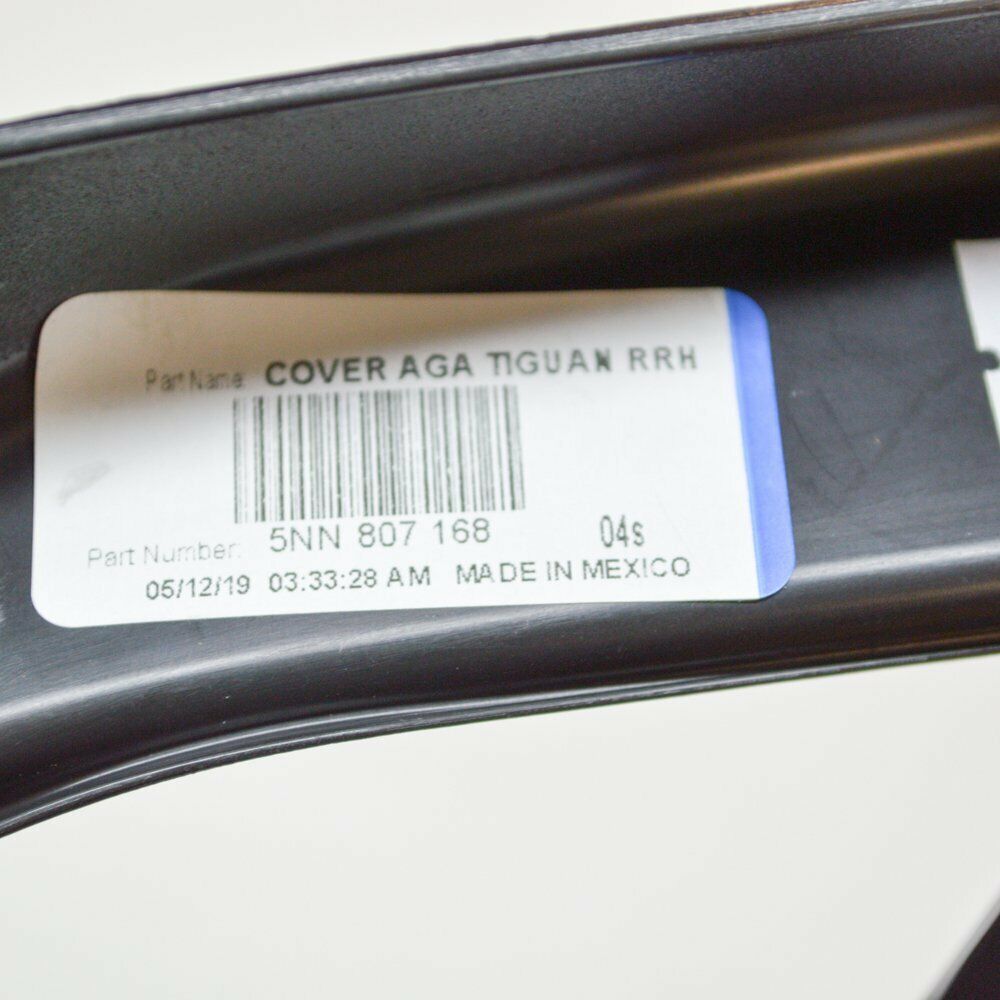 Part Name: COVER AGA TIGUAN RRH
Part Number: 5NN 807 168 04s
05/12/19 03:33:28 AM MADE IN MEXICO